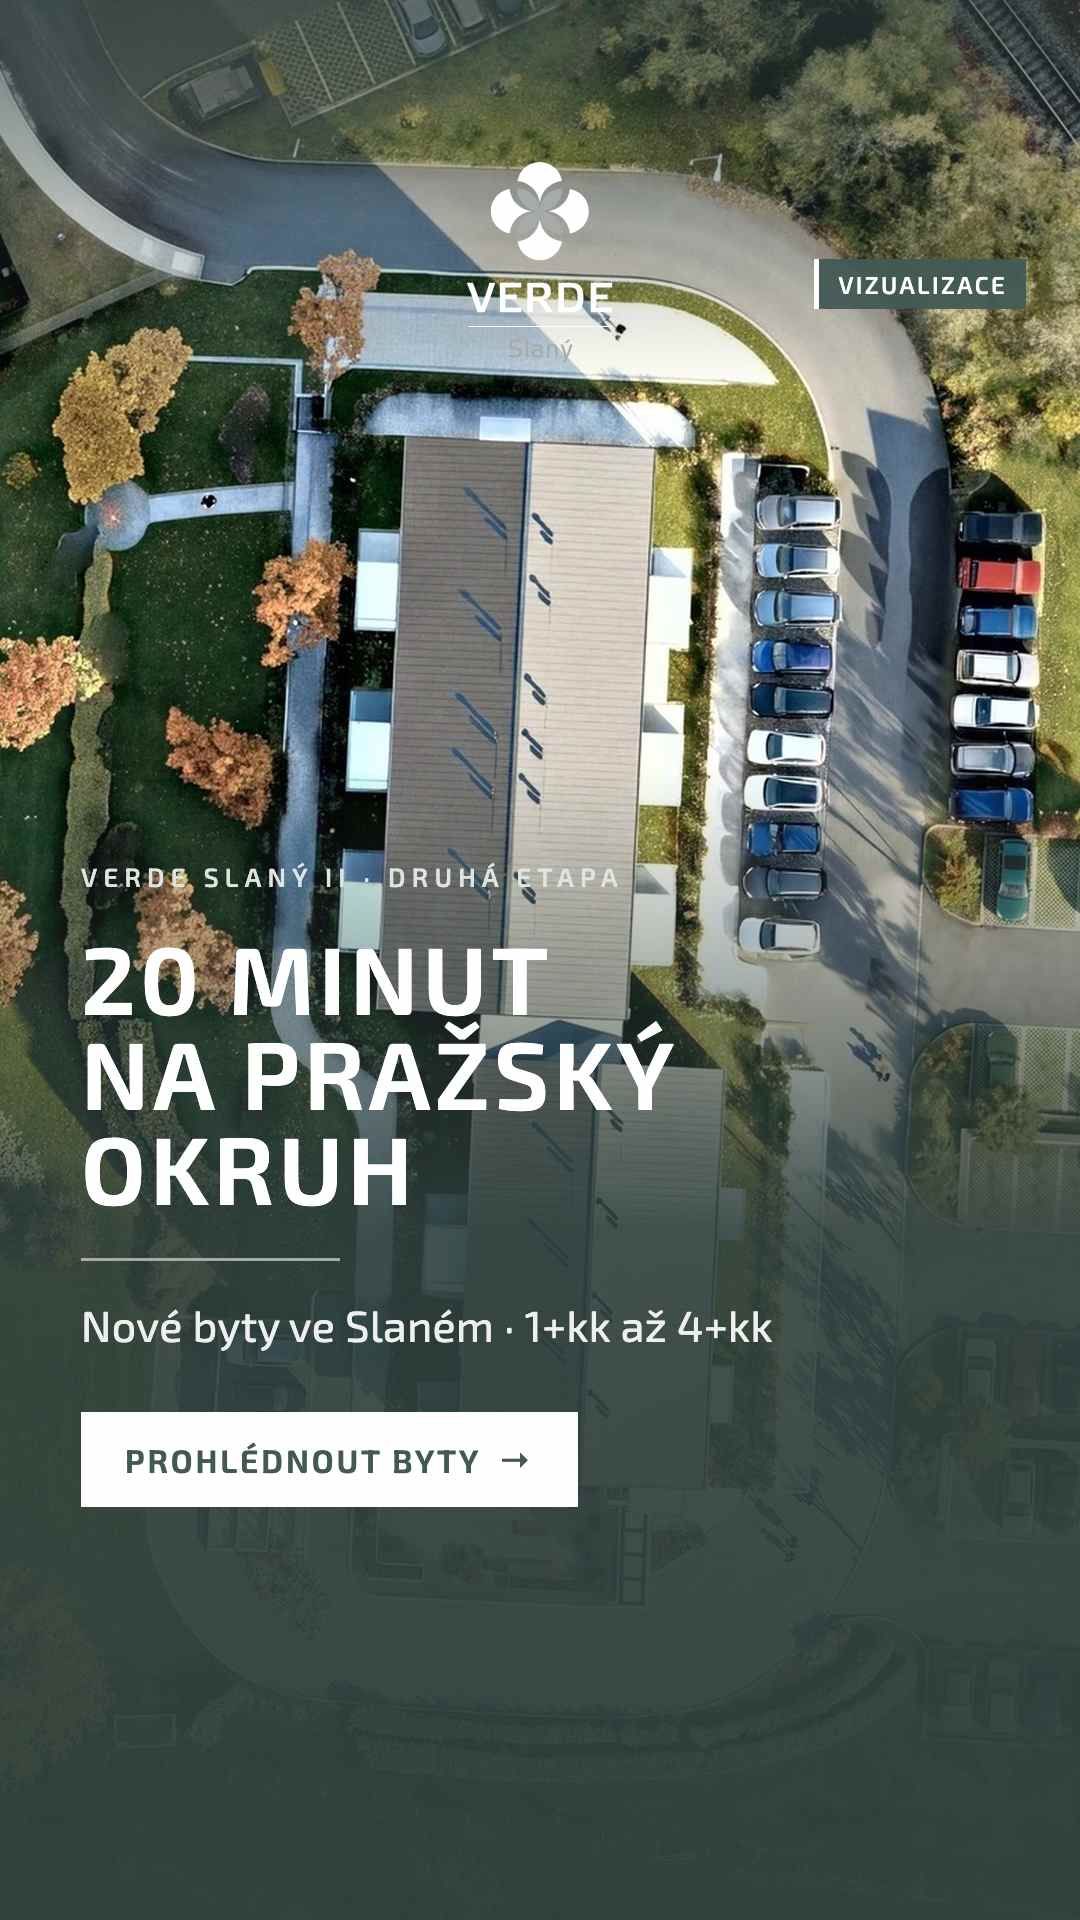 VERDE
Slaný
VIZUALIZACE
VERDE SLANÝ II · DRUHÁ ETAPA
20 MINUT
NA PRAŽSKÝ
OKRUH
Nové byty ve Slaném · 1+kk až 4+kk
PROHLÉDNOUT BYTY →